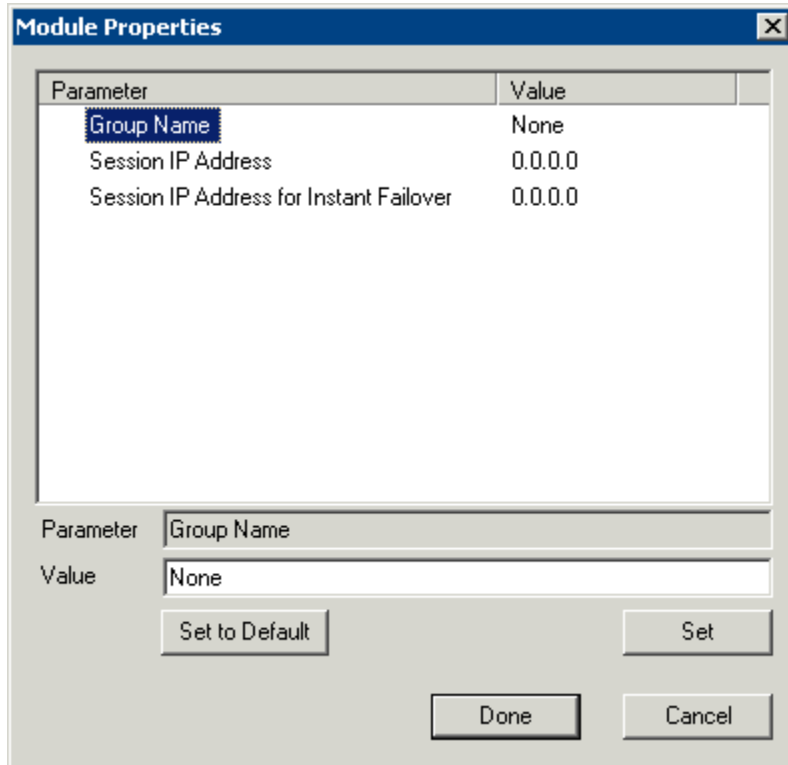 Module Properties
Parameter Value
Group Name None
Session IP Address 0.0.0.0
Session IP Address for Instant Failover 0.0.0.0
Parameter Group Name
Value None
Set to Default Set
Done Cancel